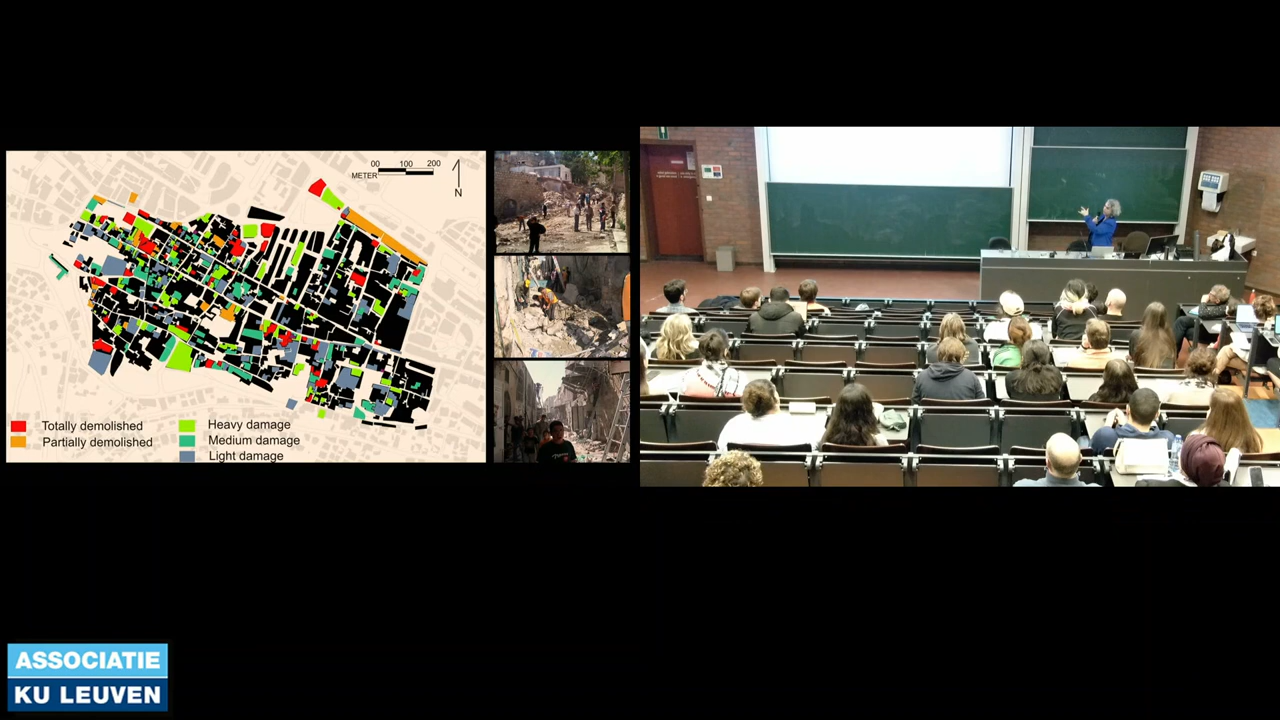 00 100 200
METER
N
Totally demolished
Partially demolished
Heavy damage
Medium damage
Light damage
ASSOCIATIE
KU LEUVEN